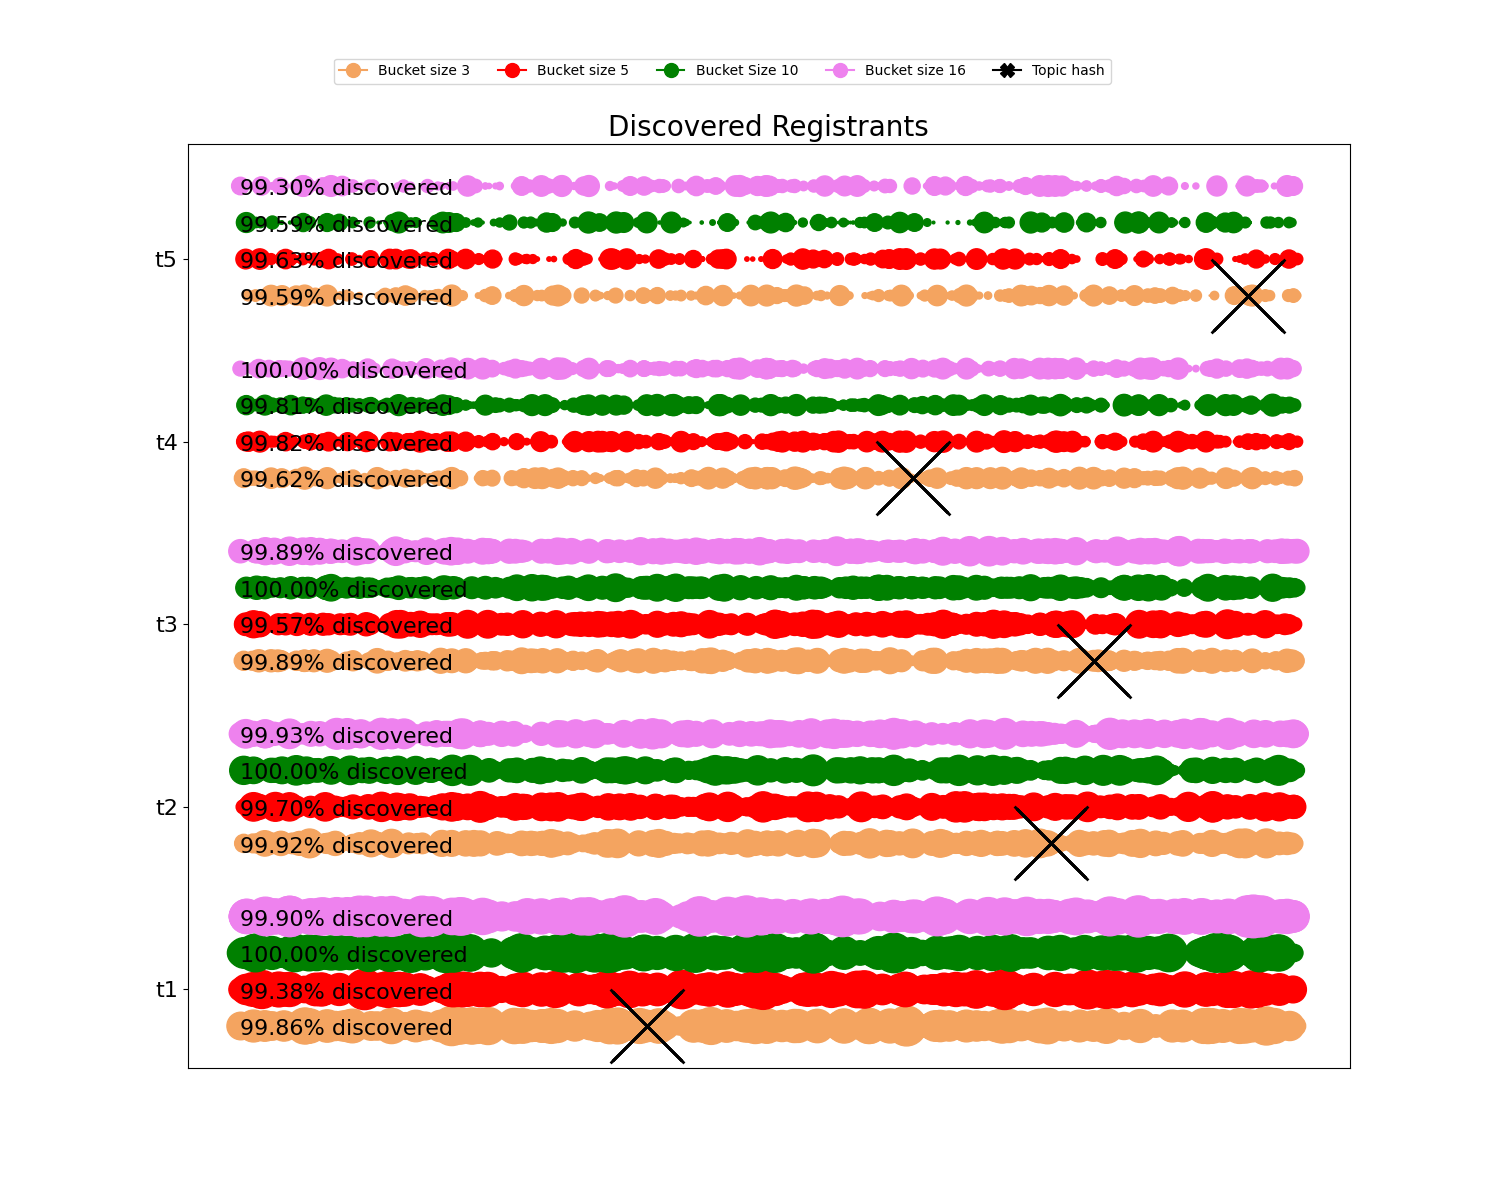 Bucket size 3 Bucket size 5 Bucket Size 10 Bucket size 16 Topic hash
Discovered Registrants
99.30% discovered
99.59% discovered
t5 99.63% discovered
99.59% discovered
100.00% discovered
99.81% discovered
t4 99.82% discovered
99.62% discovered
99.89% discovered
100.00% discovered
t3 99.57% discovered
99.89% discovered
99.93% discovered
100.00% discovered
t2 99.70% discovered
99.92% discovered
99.90% discovered
100.00% discovered
t1 99.38% discovered
99.86% discovered